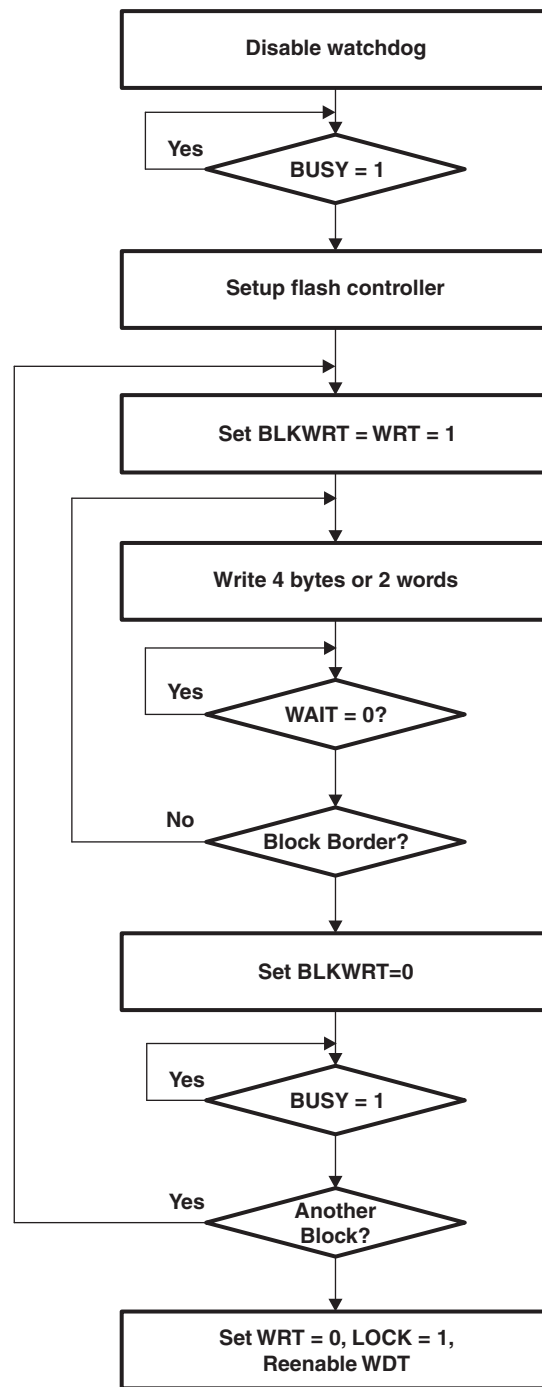 Disable watchdog
Yes
BUSY = 1
Setup flash controller
Set BLKWRT = WRT = 1
Write 4 bytes or 2 words
Yes
WAIT = 0?
No
Block Border?
Set BLKWRT=0
Yes
BUSY = 1
Yes
Another
Block?
Set WRT = 0, LOCK = 1,
Reenable WDT